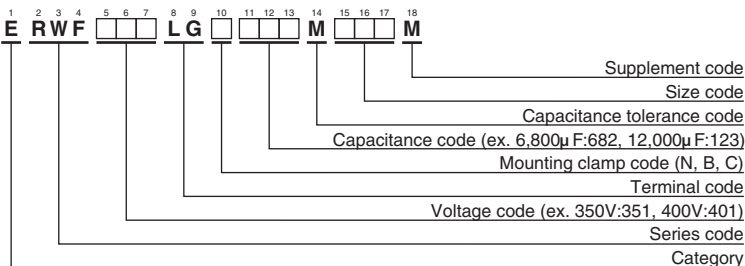 1 2 3 4 5 6 7 8 9 10 11 12 13 14 15 16 17 18
E RWF □□□ LG □ □□□ M □□□ M
Supplement code
Size code
Capacitance tolerance code
Capacitance code (ex. 6,800µF:682, 12,000µF:123)
Mounting clamp code (N, B, C)
Terminal code
Voltage code (ex. 350V:351, 400V:401)
Series code
Category